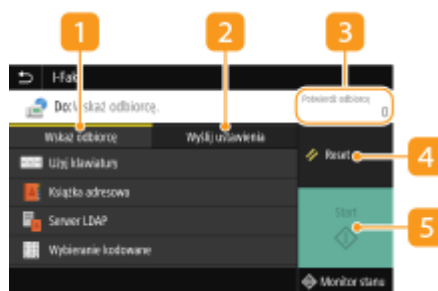 1
2
3
I-Fak
Do: Wskaż odbiorcę.
Potwierdź odbiorcę
0
Wskaż odbiorcę
Wyślij ustawienia
Użyj klawiatury
Reset
4
Książka adresowa
Serwer LDAP
Start
5
Wybieranie kodowane
Monitor stanu